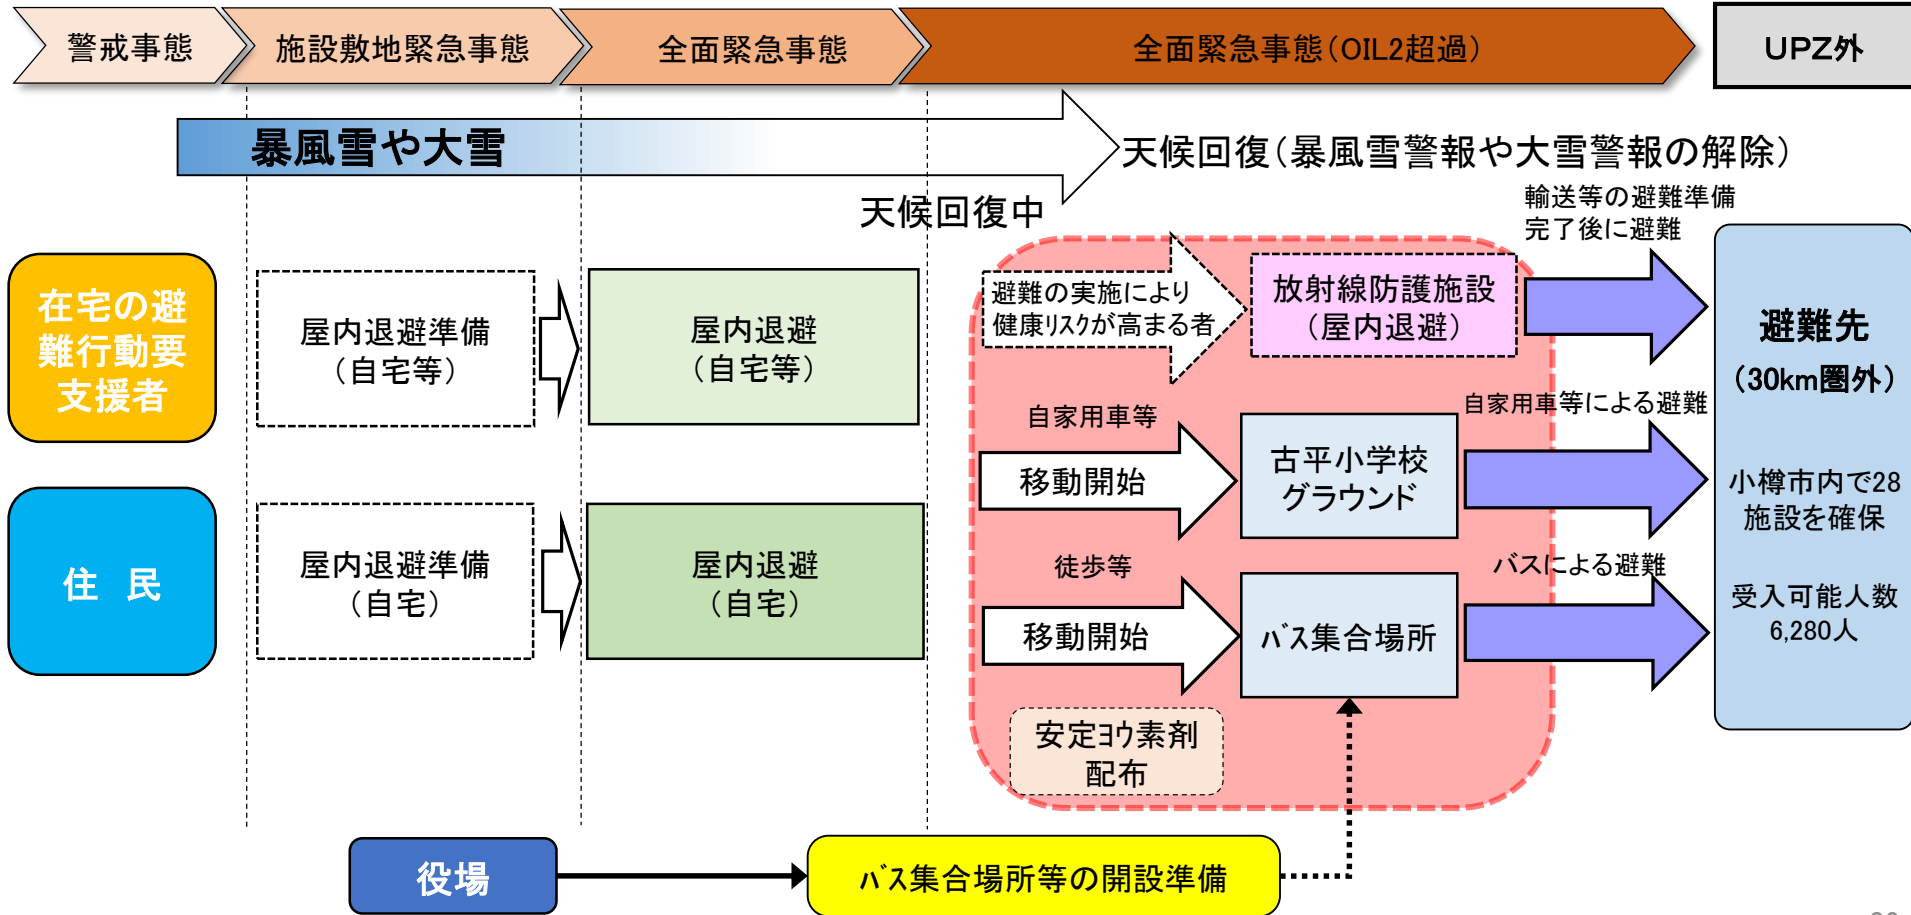 警戒事態
施設敷地緊急事態
全面緊急事態
全面緊急事態(OIL2超過)
UPZ外
暴風雪や大雪
天候回復(暴風雪警報や大雪警報の解除)
天候回復中
輸送等の避難準備
完了後に避難
在宅の避
難行動要
支援者
屋内退避準備
(自宅等)
屋内退避
(自宅等)
避難の実施により
健康リスクが高まる者
放射線防護施設
(屋内退避)
避難先
(30km圏外)
小樽市内で28
施設を確保
受入可能人数
6,280人
自家用車等
移動開始
古平小学校
グラウンド
自家用車等による避難
住 民
屋内退避準備
(自宅)
屋内退避
(自宅)
徒歩等
移動開始
バス集合場所
バスによる避難
安定ヨウ素剤
配布
役場
バス集合場所等の開設準備